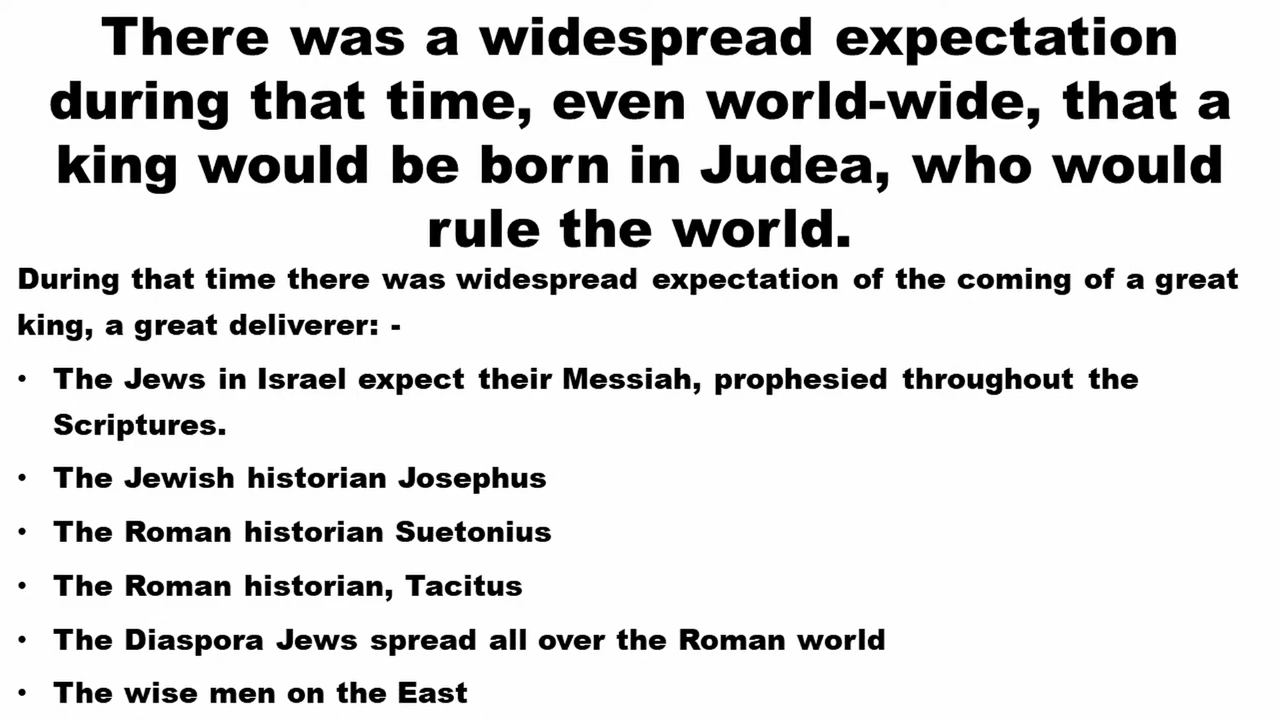 There was a widespread expectation
during that time, even world-wide, that a
king would be born in Judea, who would
rule the world.
During that time there was widespread expectation of the coming of a great
king, a great deliverer: -
• The Jews in Israel expect their Messiah, prophesied throughout the
Scriptures.
• The Jewish historian Josephus
• The Roman historian Suetonius
• The Roman historian, Tacitus
• The Diaspora Jews spread all over the Roman world
• The wise men on the East